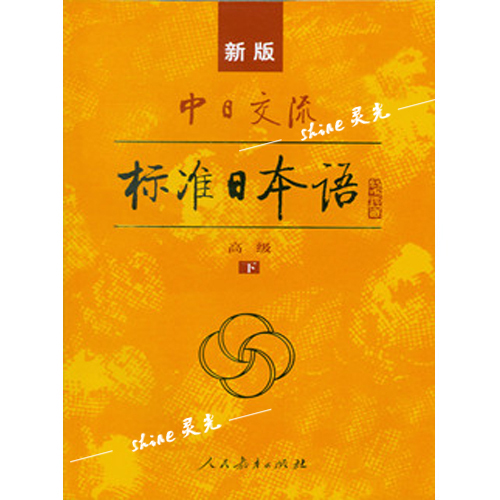 新版
中日交流
shine 灵光
标准日本语
高级
下
shine 灵光
人民教育出版社